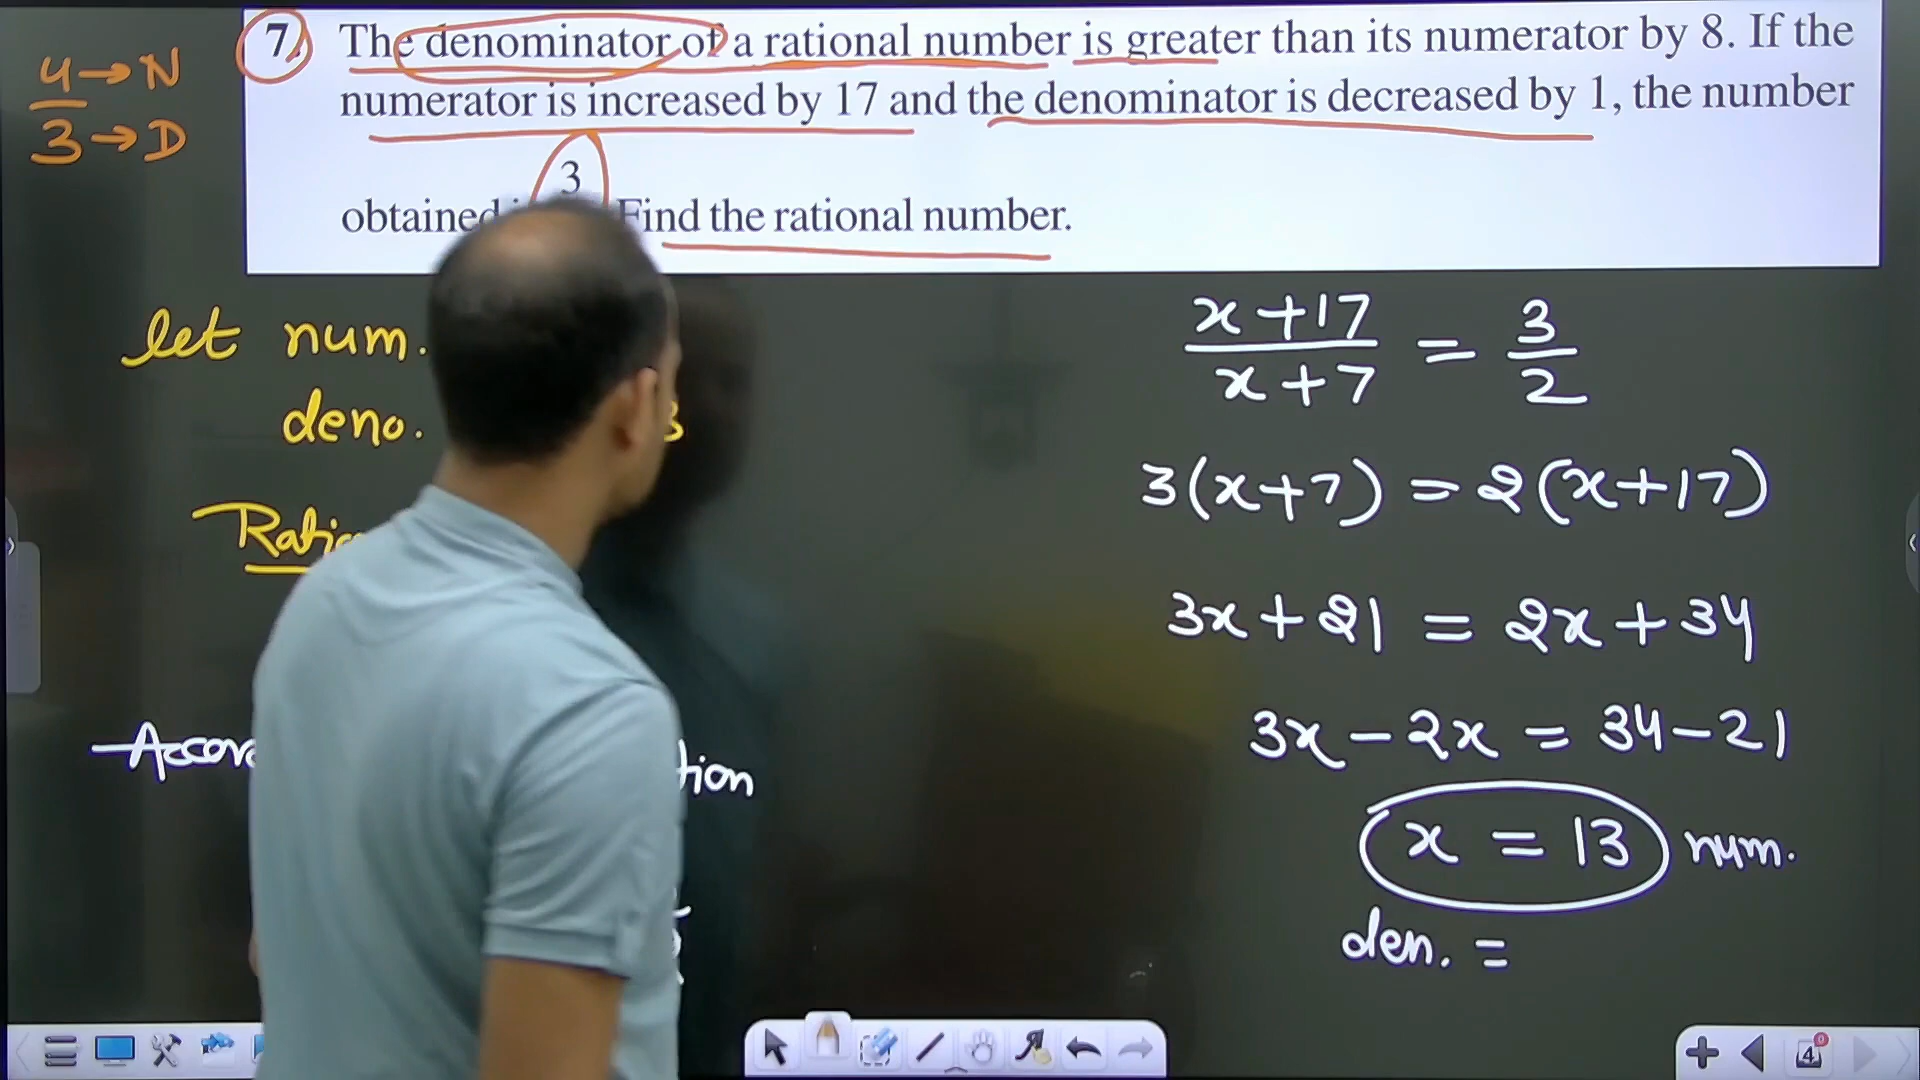 7. The denominator of a rational number is greater than its numerator by 8. If the
numerator is increased by 17 and the denominator is decreased by 1, the number
3
obtained Find the rational number.
4 → N
3 → D
let num.
deno. 8
x + 17 / x + 7 = 3 / 2
3(x+7) = 2(x+17)
3x + 21 = 2x + 34
3x - 2x = 34 - 21
x = 13 num.
den. =
4